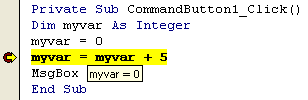 Private Sub CommandButton1_Click()
Dim myvar As Integer
myvar = 0
myvar = myvar + 5
MsgBox myvar = 0
End Sub